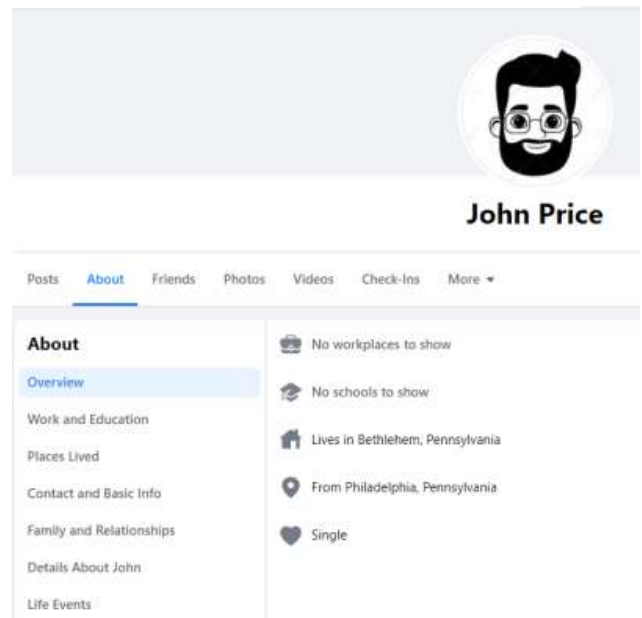 John Price
Posts About Friends Photos Videos Check-Ins More
About
Overview
Work and Education
Places Lived
Contact and Basic Info
Family and Relationships
Details About John
Life Events
No workplaces to show
No schools to show
Lives in Bethlehem, Pennsylvania
From Philadelphia, Pennsylvania
Single